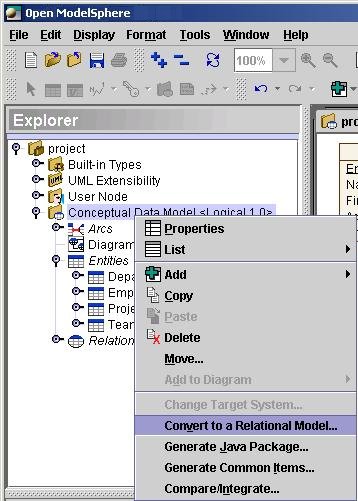 Open ModelSphere
File Edit Display Format Tools Window Help
100%
Explorer
project
Built-in Types
UML Extensibility
User Node
Conceptual Data Model <Logical 1.0>
Arcs
Diagram
Entities
Depa
Emp
Proje
Team
Relation
pro
Na
Fir
Properties
List
Add
Copy
Paste
Delete
Move...
Add to Diagram
Change Target System...
Convert to a Relational Model...
Generate Java Package...
Generate Common Items...
Compare/Integrate...